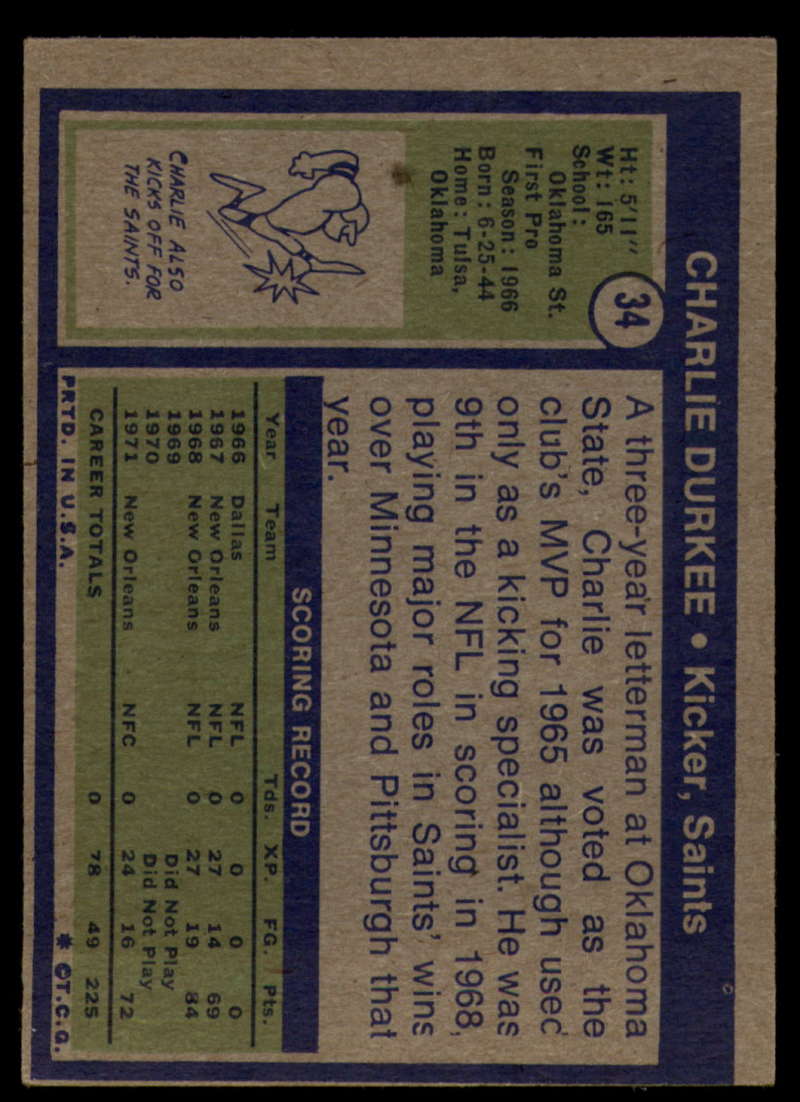 CHARLIE DURKEE • Kicker, Saints
34
Ht: 5'11"
Wt: 165
School:
Oklahoma St.
First Pro
Season: 1966
Born: 6-25-44
Home: Tulsa,
Oklahoma
CHARLIE ALSO
KICKS OFF FOR
THE SAINTS.
A three-year letterman at Oklahoma
State, Charlie was voted as the
club's MVP for 1965 although used
only as a kicking specialist. He was
9th in the NFL in scoring in 1968,
playing major roles in Saints' wins
over Minnesota and Pittsburgh that
year.
SCORING RECORD
Year Team Tds. XP. FG. Pts.
1966 Dallas NFL 0 0 0 0
1967 New Orleans NFL 0 27 14 69
1968 New Orleans NFL 0 27 19 84
1969 Did Not Play
1970 Did Not Play
1971 New Orleans NFC 0 24 16 72
CAREER TOTALS 0 78 49 225
PRTD. IN U.S.A. * ©T.C.G.